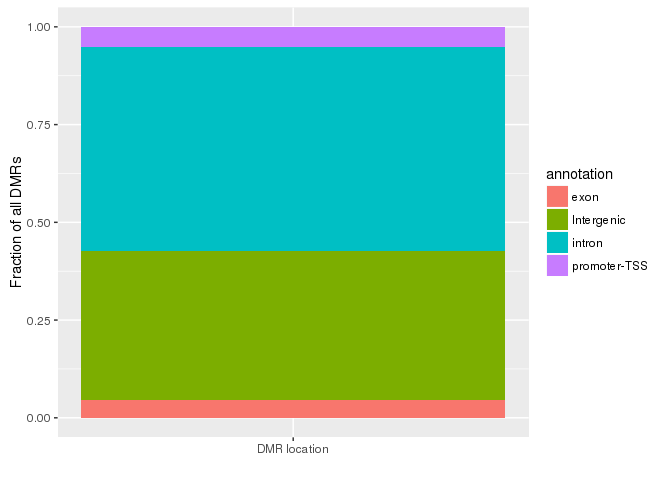 Fraction of all DMRs
1.00
0.75
0.50
0.25
0.00
DMR location
annotation
exon
Intergenic
intron
promoter-TSS